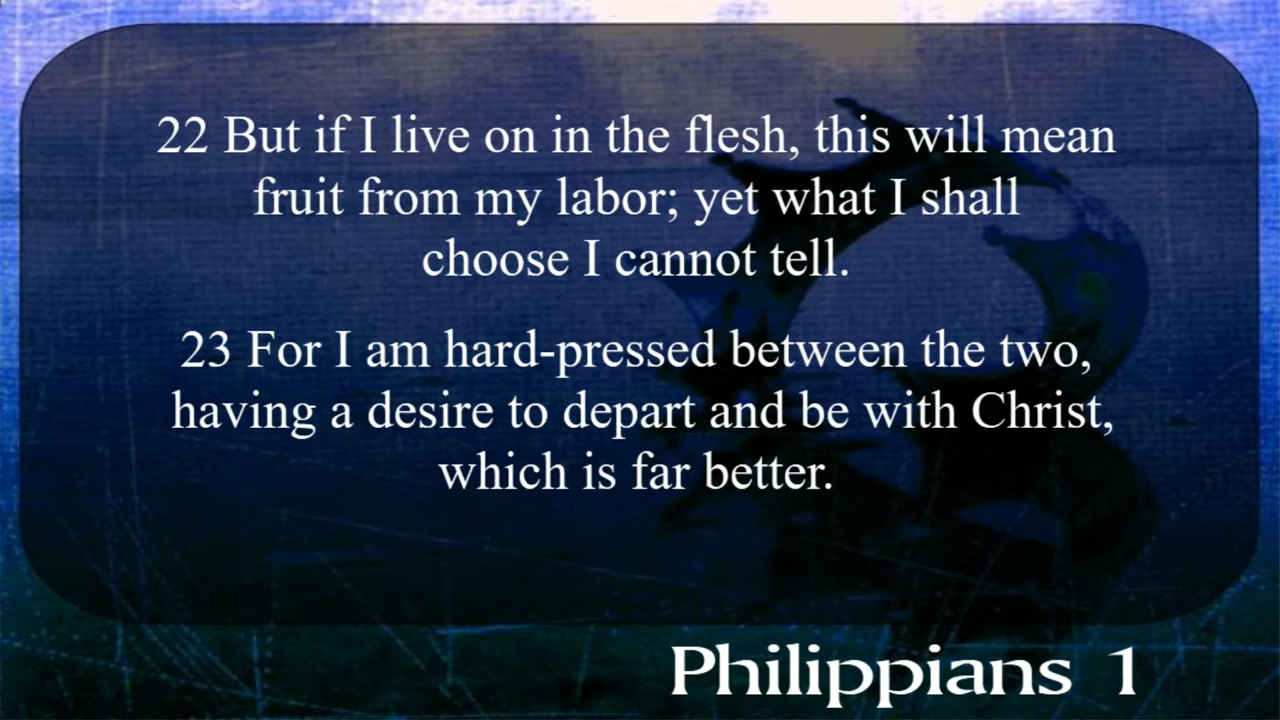 22 But if I live on in the flesh, this will mean
fruit from my labor; yet what I shall
choose I cannot tell.
23 For I am hard-pressed between the two,
having a desire to depart and be with Christ,
which is far better.
Philippians 1